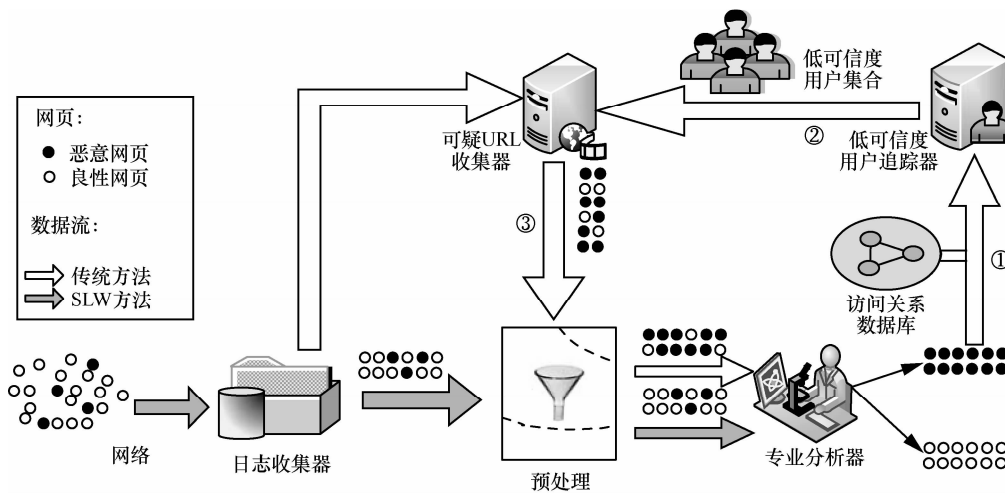 网页：
恶意网页
良性网页
数据流：
传统方法
SLW方法
低可信度
用户集合
可疑URL
收集器
②
低可信度
用户追踪器
③
①
访问关系
数据库
网络
日志收集器
预处理
专业分析器